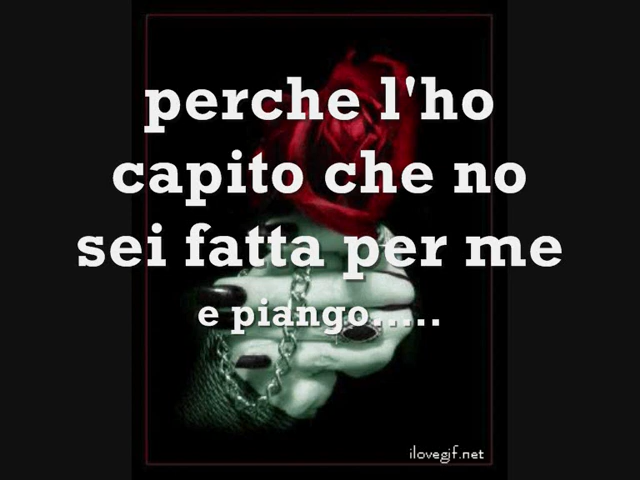 perche l'ho
capito che no
sei fatta per me
e piango.....
ilovegif.net